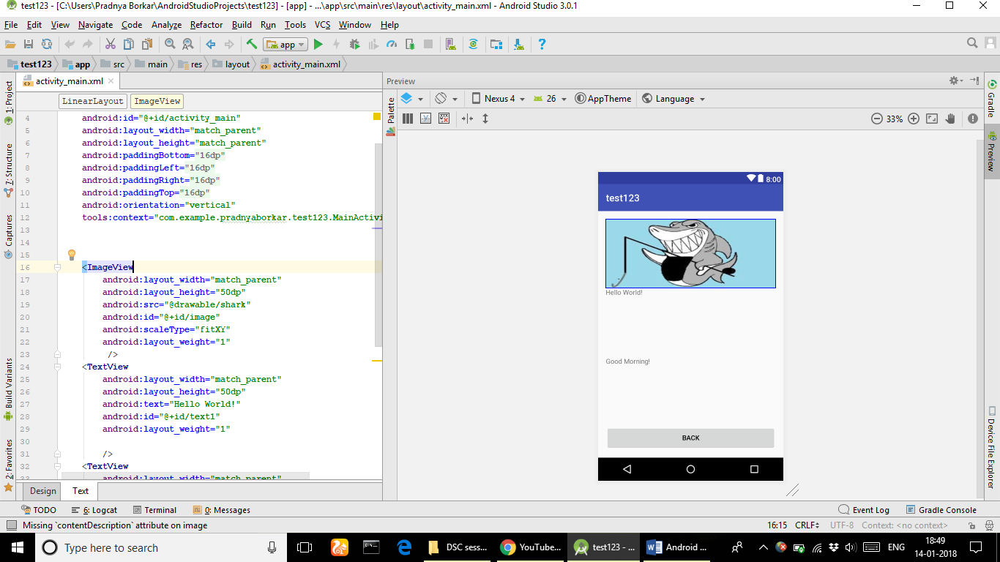 test123 - [C:\Users\Pradnya Borkar\AndroidStudioProjects\test123] - [app] - ...\app\src\main\res\layout\activity_main.xml - Android Studio 3.0.1
File Edit View Navigate Code Analyze Refactor Build Run Tools VCS Window Help
app
test123 app src main res layout activity_main.xml
activity_main.xml
Preview
LinearLayout ImageView
Nexus 4 26 AppTheme Language
33%
1: Project
7: Structure
Captures
Build Variants
2: Favorites
Palette
Gradle
Preview
Device File Explorer
4 android:id="@+id/activity_main"
5 android:layout_width="match_parent"
6 android:layout_height="match_parent"
7 android:paddingBottom="16dp"
8 android:paddingLeft="16dp"
9 android:paddingRight="16dp"
10 android:paddingTop="16dp"
11 android:orientation="vertical"
12 tools:context="com.example.pradnyaborkar.test123.MainActivi
13
14
15
16 <ImageView
17 android:layout_width="match_parent"
18 android:layout_height="50dp"
19 android:src="@drawable/shark"
20 android:id="@+id/image"
21 android:scaleType="fitXY"
22 android:layout_weight="1"
23 />
24 <TextView
25 android:layout_width="match_parent"
26 android:layout_height="50dp"
27 android:text="Hello World!"
28 android:id="@+id/text1"
29 android:layout_weight="1"
30
31 />
32 <TextView
33 android:layout_width="match_parent"
8:00
test123
Hello World!
Good Morning!
BACK
Design Text
TODO 6: Logcat Terminal 0: Messages Event Log Gradle Console
Missing `contentDescription` attribute on image 16:15 CRLF UTF-8 Context: <no context>
Type here to search DSC sess... YouTube... test123 - ... Android ... ENG 18:49
14-01-2018